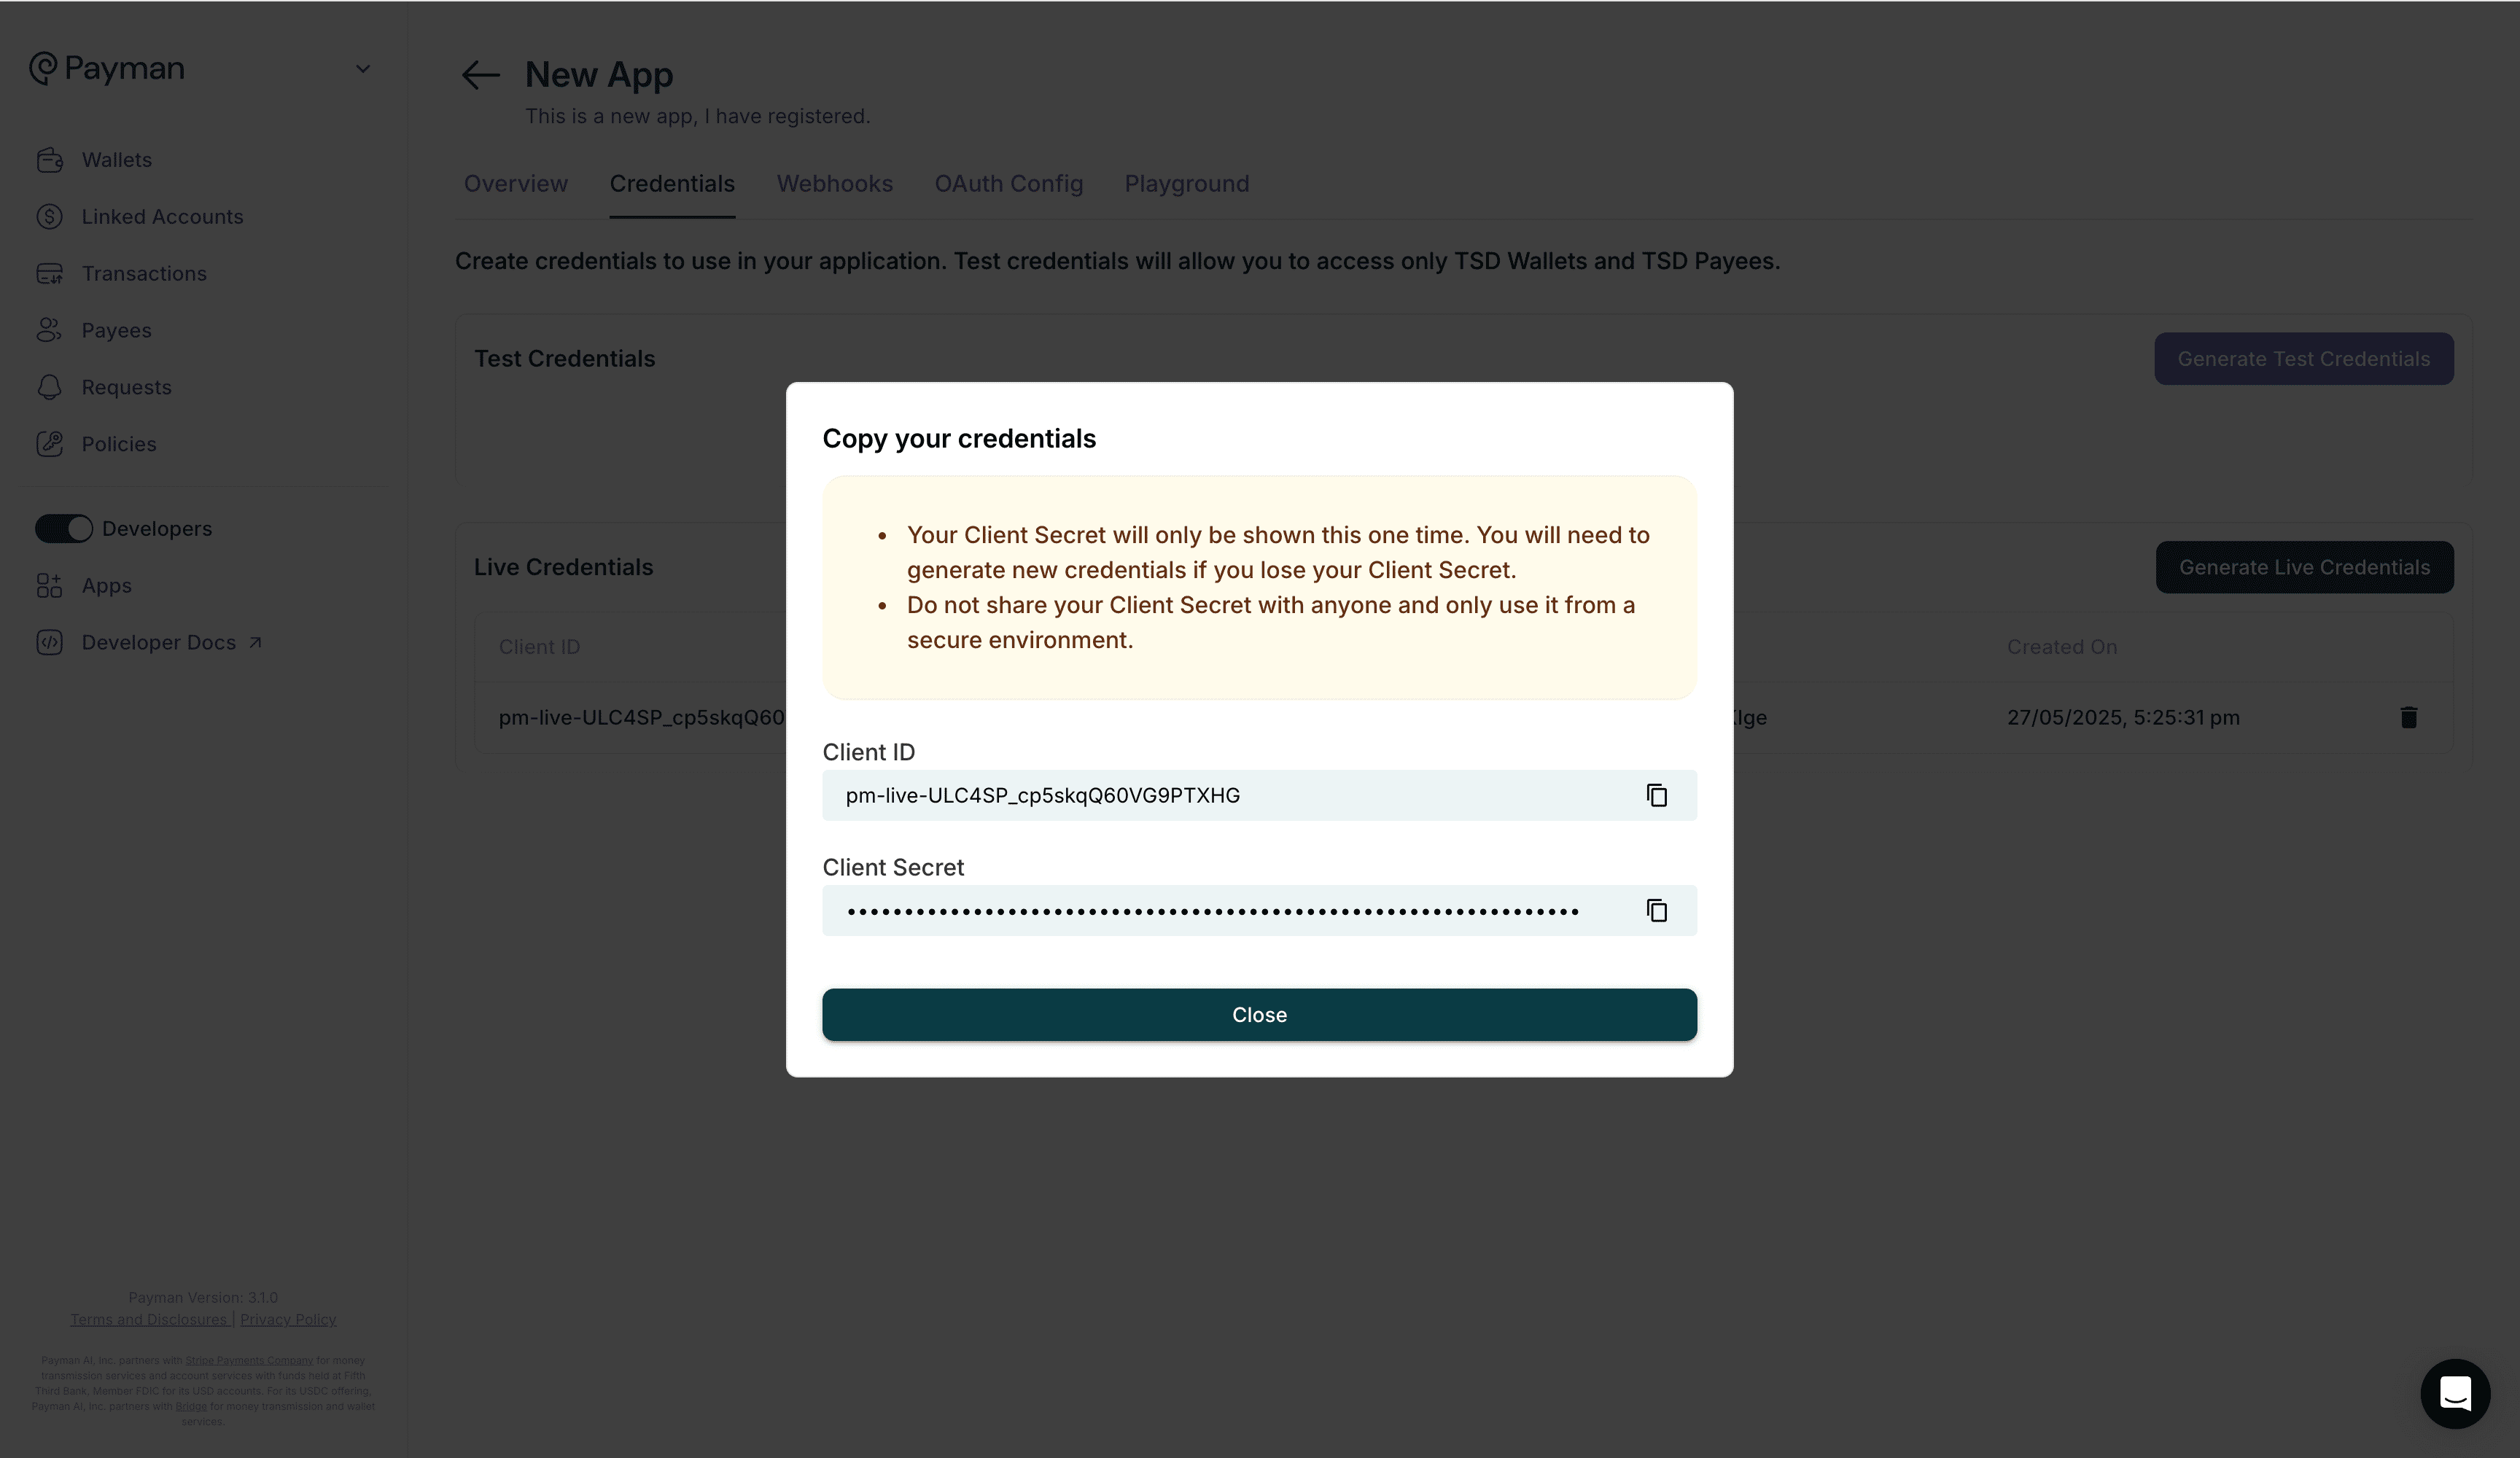 Payman
Wallets
Linked Accounts
Transactions
Payees
Requests
Policies
Developers
Apps
Developer Docs
Payman Version: 3.1.0
Terms and Disclosures | Privacy Policy
Payman AI, Inc. partners with Stripe Payments Company for money
transmission services and account services with funds held at Fifth
Third Bank, Member FDIC for its USD accounts. For its USDC offering,
Payman AI, Inc. partners with Bridge for money transmission and wallet
services.
New App
This is a new app, I have registered.
Overview Credentials Webhooks OAuth Config Playground
Create credentials to use in your application. Test credentials will allow you to access only TSD Wallets and TSD Payees.
Test Credentials Generate Test Credentials
Live Credentials Generate Live Credentials
Client ID Created On
pm-live-ULC4SP_cp5skqQ60 lge 27/05/2025, 5:25:31 pm
Copy your credentials
• Your Client Secret will only be shown this one time. You will need to
generate new credentials if you lose your Client Secret.
• Do not share your Client Secret with anyone and only use it from a
secure environment.
Client ID
pm-live-ULC4SP_cp5skqQ60VG9PTXHG
Client Secret
Close